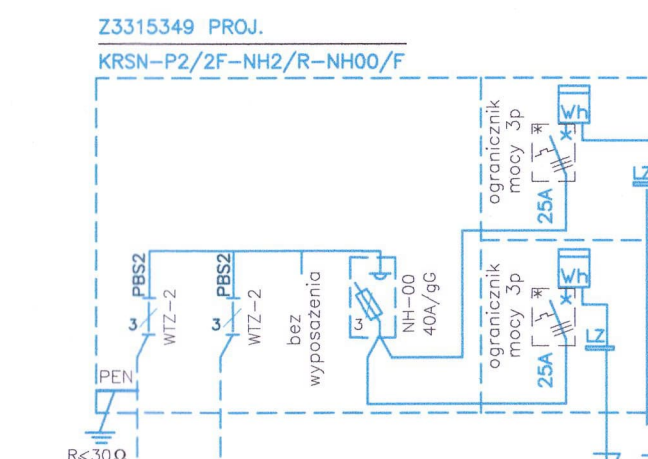 Z3315349 PROJ.
KRSN-P2/2F-NH2/R-NH00/F
ogranicznik
mocy 3p
*
Wh
25A
LZ
PBS2
3
WTZ-2
PBS2
3
WTZ-2
bez
wyposażenia
3
NH-00
40A/gG
ogranicznik
mocy 3p
*
Wh
25A
LZ
PEN
R≤30Ω